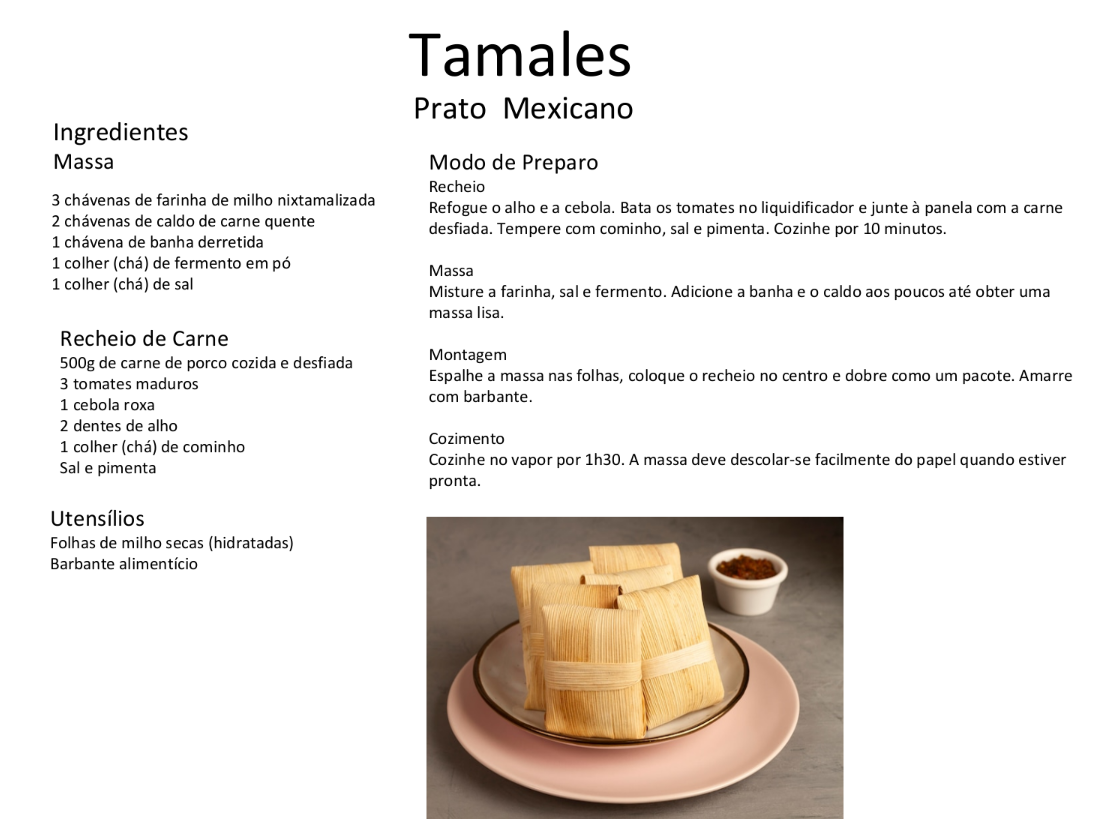 Tamales
Prato Mexicano
Ingredientes
Massa
3 chávenas de farinha de milho nixtamalizada
2 chávenas de caldo de carne quente
1 chávena de banha derretida
1 colher (chá) de fermento em pó
1 colher (chá) de sal
Recheio de Carne
500g de carne de porco cozida e desfiada
3 tomates maduros
1 cebola roxa
2 dentes de alho
1 colher (chá) de cominho
Sal e pimenta
Utensílios
Folhas de milho secas (hidratadas)
Barbante alimentício
Modo de Preparo
Recheio
Refogue o alho e a cebola. Bata os tomates no liquidificador e junte à panela com a carne
desfiada. Tempere com cominho, sal e pimenta. Cozinhe por 10 minutos.
Massa
Misture a farinha, sal e fermento. Adicione a banha e o caldo aos poucos até obter uma
massa lisa.
Montagem
Espalhe a massa nas folhas, coloque o recheio no centro e dobre como um pacote. Amarre
com barbante.
Cozimento
Cozinhe no vapor por 1h30. A massa deve descolar-se facilmente do papel quando estiver
pronta.